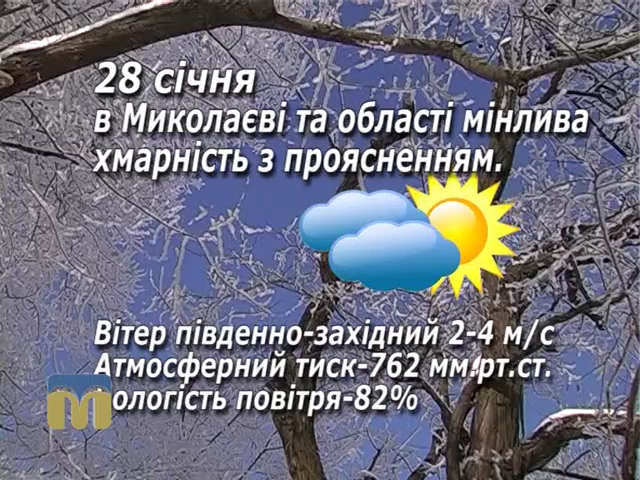 28 січня
в Миколаєві та області мінлива
хмарність з проясненням.
Вітер південно-західний 2-4 м/с
Атмосферний тиск-762 мм.рт.ст.
вологість повітря-82%